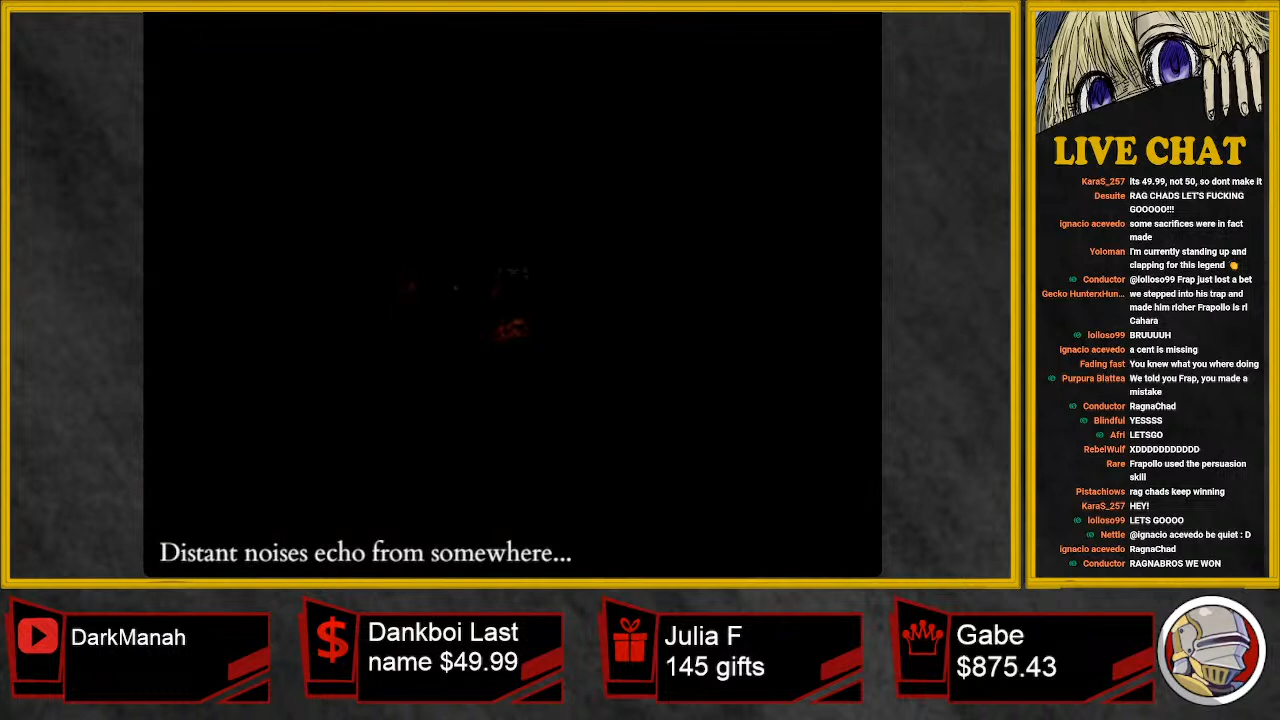 Distant noises echo from somewhere...
LIVE CHAT
KaraS_257 its 49.99, not 50, so dont make it
Desuite RAG CHADS LET'S FUCKING
GOOOOO!!!
ignacio acevedo some sacrifices were in fact
made
Yoloman I'm currently standing up and
clapping for this legend
Conductor @lolloso99 Frap just lost a bet
Gecko HunterxHun... we stepped into his trap and
made him richer Frapollo is rl
Cahara
lolloso99 BRUUUUH
ignacio acevedo a cent is missing
Fading fast You knew what you where doing
Purpura Blattea We told you Frap, you made a
mistake
Conductor RagnaChad
Blindful YESSSS
Afri LETSGO
RebelWulf XDDDDDDDDDDD
Rare Frapollo used the persuasion
skill
Pistachiows rag chads keep winning
KaraS_257 HEY!
lolloso99 LETS GOOOO
Nettle @ignacio acevedo be quiet : D
ignacio acevedo RagnaChad
Conductor RAGNABROS WE WON
DarkManah
Dankboi Last
name $49.99
Julia F
145 gifts
Gabe
$875.43